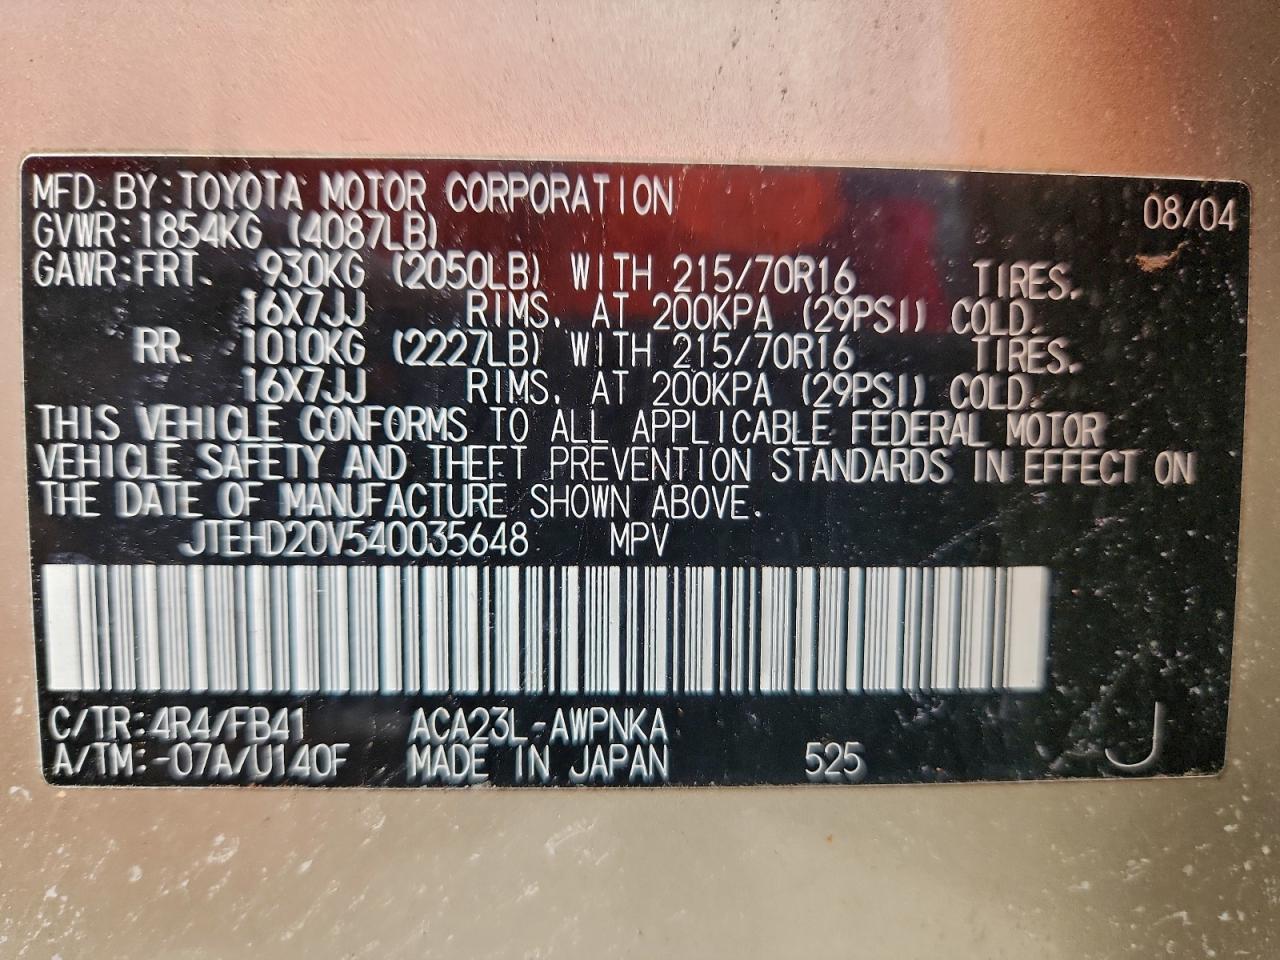 MFD. BY: TOYOTA MOTOR CORPORATION 08/04
GVWR: 1854KG (4087LB)
GAWR: FRT. 930KG (2050LB) WITH 215/70R16 TIRES.
16X7JJ RIMS, AT 200KPA (29PSI) COLD.
RR. 1010KG (2227LB) WITH 215/70R16 TIRES.
16X7JJ RIMS, AT 200KPA (29PSI) COLD.
THIS VEHICLE CONFORMS TO ALL APPLICABLE FEDERAL MOTOR
VEHICLE SAFETY AND THEFT PREVENTION STANDARDS IN EFFECT ON
THE DATE OF MANUFACTURE SHOWN ABOVE.
JTEHD20V540035648 MPV
C/TR: 4R4/FB41 ACA23L-AWPNKA
A/TM: -07A/U140F MADE IN JAPAN 525 J